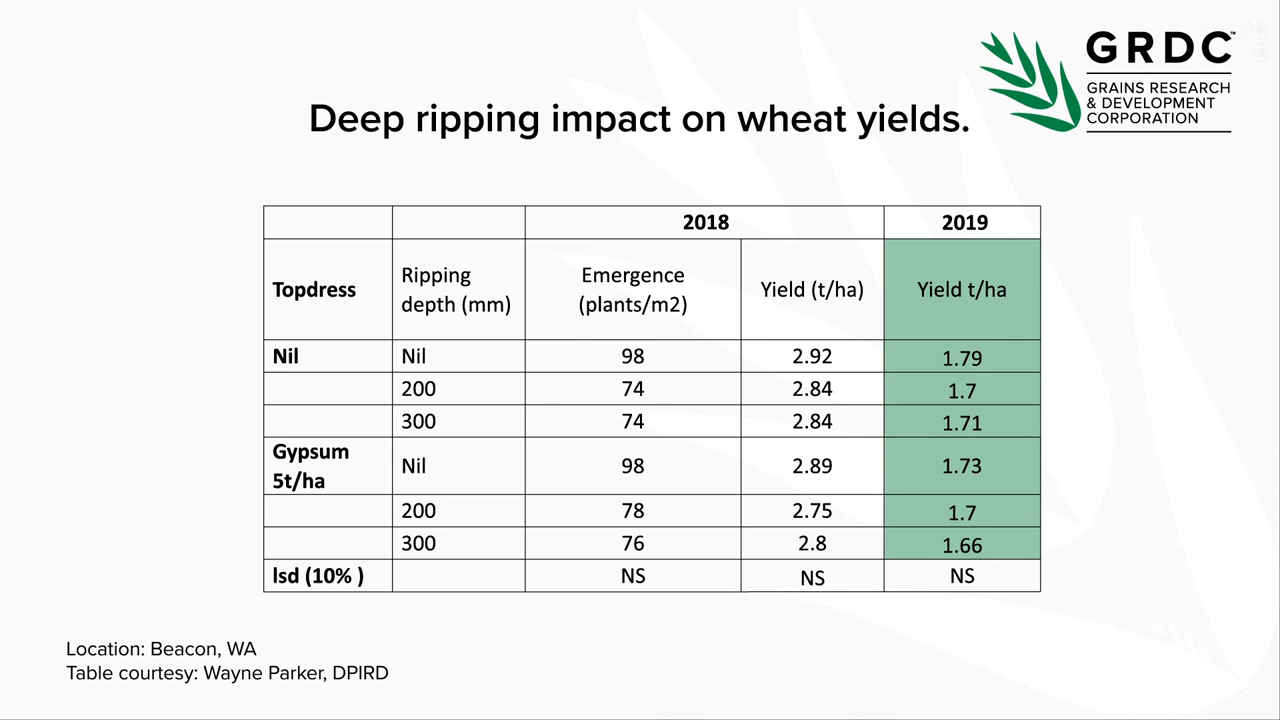 GRDC™
GRAINS RESEARCH
& DEVELOPMENT
CORPORATION
Deep ripping impact on wheat yields.
2018 2019
Topdress Ripping depth (mm) Emergence (plants/m2) Yield (t/ha) Yield t/ha
Nil Nil 98 2.92 1.79
200 74 2.84 1.7
300 74 2.84 1.71
Gypsum 5t/ha Nil 98 2.89 1.73
200 78 2.75 1.7
300 76 2.8 1.66
lsd (10% ) NS NS NS
Location: Beacon, WA
Table courtesy: Wayne Parker, DPIRD